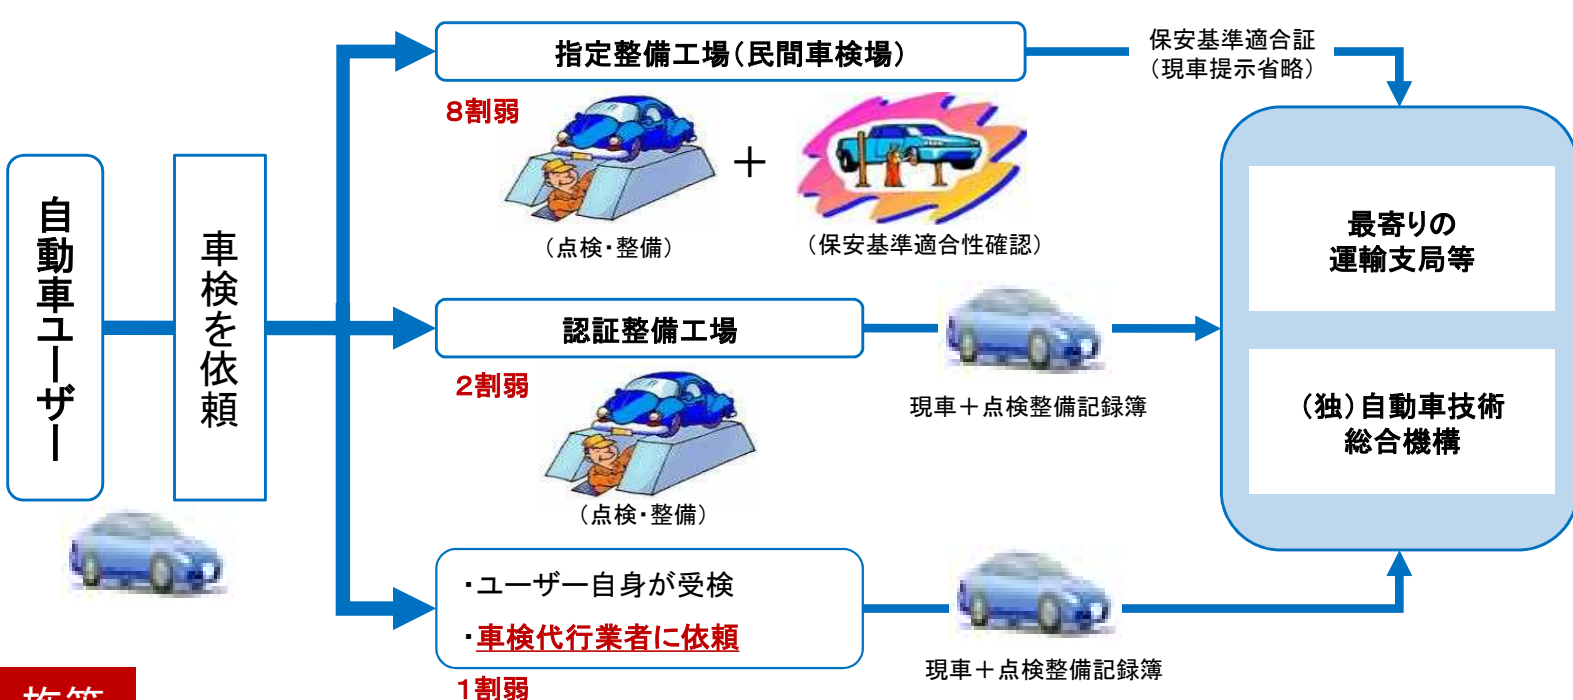 自動車ユーザー
車検を依頼
指定整備工場（民間車検場）
8割弱
＋
（点検・整備）
（保安基準適合性確認）
保安基準適合証
（現車提示省略）
認証整備工場
2割弱
（点検・整備）
現車＋点検整備記録簿
・ユーザー自身が受検
・車検代行業者に依頼
1割弱
現車＋点検整備記録簿
最寄りの
運輸支局等
（独）自動車技術
総合機構